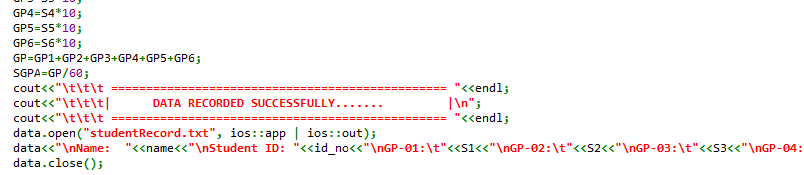 GP4=S4*10;
GP5=S5*10;
GP6=S6*10;
GP=GP1+GP2+GP3+GP4+GP5+GP6;
SGPA=GP/60;
cout<<"\t\t\t ================================================ "<<endl;
cout<<"\t\t\t|      DATA RECORDED SUCCESSFULLY.......         |\n";
cout<<"\t\t\t ================================================ "<<endl;
data.open("studentRecord.txt", ios::app | ios::out);
data<<"\nName:  "<<name<<"\nStudent ID: "<<id_no<<"\nGP-01:\t"<<S1<<"\nGP-02:\t"<<S2<<"\nGP-03:\t"<<S3<<"\nGP-04:
data.close();